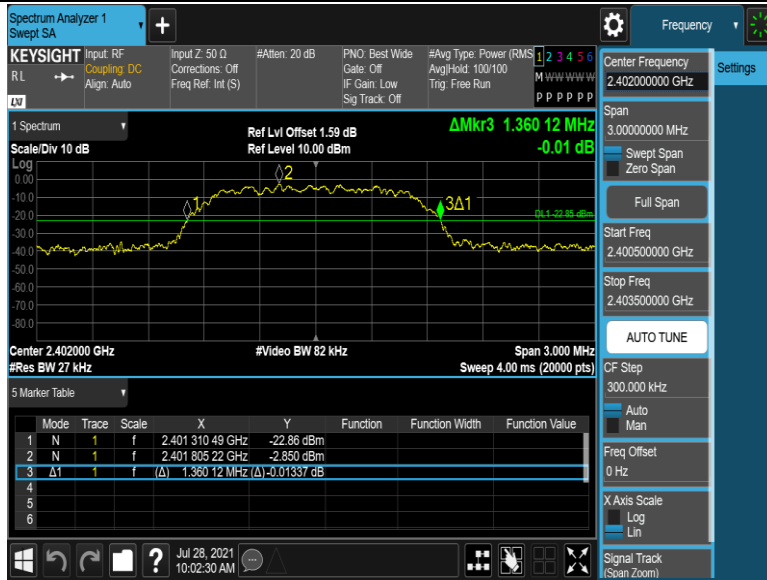 Spectrum Analyzer 1
Swept SA
+
Frequency
KEYSIGHT Input: RF Input Z: 50 Ω #Atten: 20 dB PNO: Best Wide #Avg Type: Power (RMS 1 2 3 4 5 6
RL Coupling: DC Corrections: Off Gate: Off Avg|Hold: 100/100 M W W W W W
Align: Auto Freq Ref: Int (S) IF Gain: Low Trig: Free Run
LXI Sig Track: Off P P P P P P
1 Spectrum Ref Lvl Offset 1.59 dB ΔMkr3 1.360 12 MHz
Scale/Div 10 dB Ref Level 10.00 dBm -0.01 dB
Log
0.00
-10.0
-20.0
-30.0
-40.0
-50.0
-60.0
-70.0
-80.0
1
2
3Δ1
DL1 -22.85 dBm
Center 2.402000 GHz #Video BW 82 kHz Span 3.000 MHz
#Res BW 27 kHz Sweep 4.00 ms (20000 pts)
5 Marker Table
Mode Trace Scale X Y Function Function Width Function Value
1 N 1 f 2.401 310 49 GHz -22.86 dBm
2 N 1 f 2.401 805 22 GHz -2.850 dBm
3 Δ1 1 f (Δ) 1.360 12 MHz (Δ) -0.01337 dB
4
5
6
?
Jul 28, 2021
10:02:30 AM
Settings
Center Frequency
2.402000000 GHz
Span
3.00000000 MHz
Swept Span
Zero Span
Full Span
Start Freq
2.400500000 GHz
Stop Freq
2.403500000 GHz
AUTO TUNE
CF Step
300.000 kHz
Auto
Man
Freq Offset
0 Hz
X Axis Scale
Log
Lin
Signal Track
(Span Zoom)